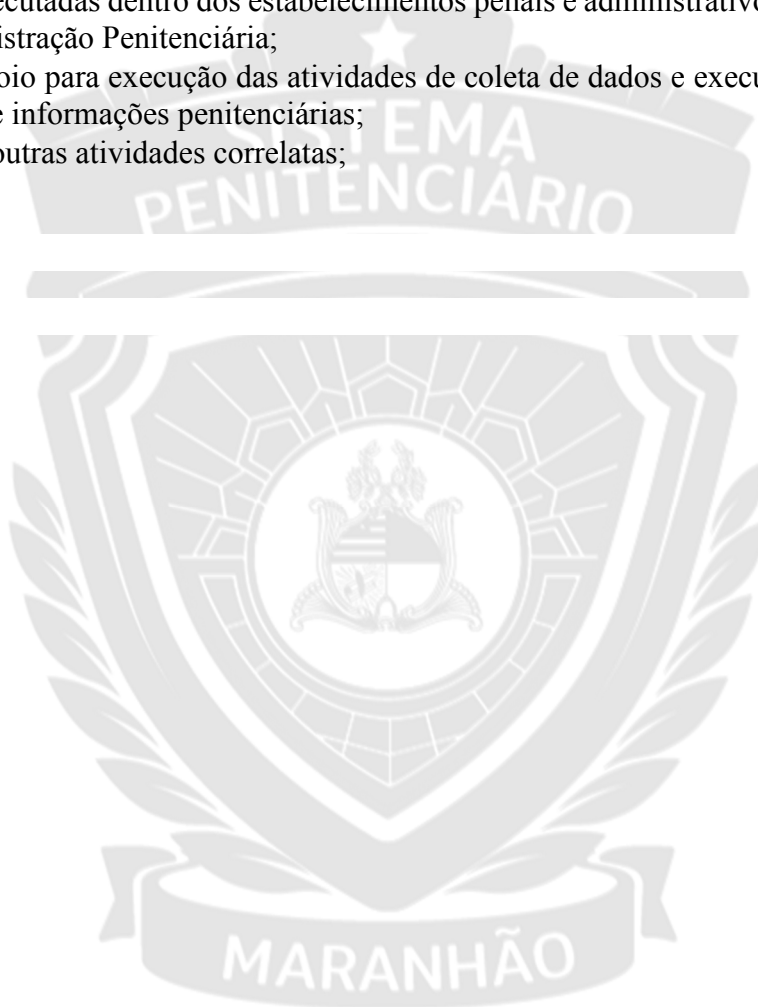 ecutadas dentro dos estabelecimentos penais e administrativo
istração Penitenciária;
oio para execução das atividades de coleta de dados e execu
e informações penitenciárias;
outras atividades correlatas;
SISTEMA
PENITENCIÁRIO
MARANHÃO